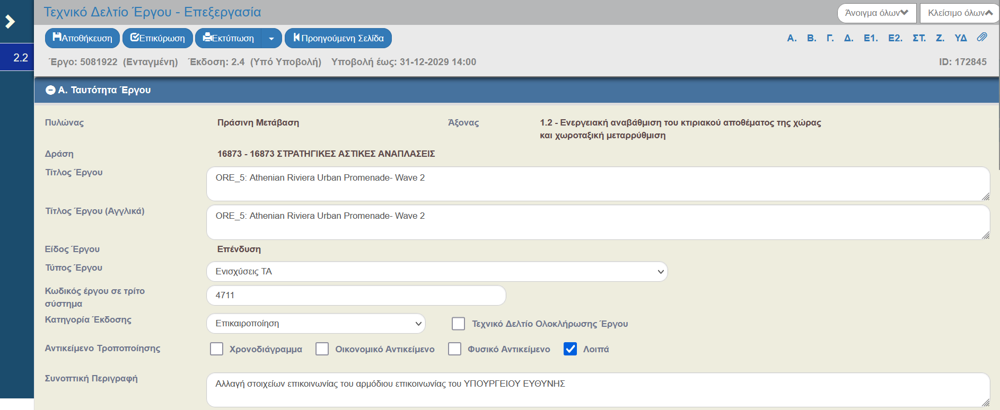 Τεχνικό Δελτίο Έργου - Επεξεργασία
Άνοιγμα όλων Κλείσιμο όλων
Αποθήκευση Επικύρωση Εκτύπωση Προηγούμενη Σελίδα
Α. Β. Γ. Δ. Ε1. Ε2. ΣΤ. Ζ. ΥΔ
2.2
Έργο: 5081922 (Ενταγμένη) Έκδοση: 2.4 (Υπό Υποβολή) Υποβολή έως: 31-12-2029 14:00 ID: 172845
Α. Ταυτότητα Έργου
Πυλώνας Πράσινη Μετάβαση Άξονας 1.2 - Ενεργειακή αναβάθμιση του κτιριακού αποθέματος της χώρας
και χωροταξική μεταρρύθμιση
Δράση 16873 - 16873 ΣΤΡΑΤΗΓΙΚΕΣ ΑΣΤΙΚΕΣ ΑΝΑΠΛΑΣΕΙΣ
Τίτλος Έργου ORE_5: Athenian Riviera Urban Promenade- Wave 2
Τίτλος Έργου (Αγγλικά) ORE_5: Athenian Riviera Urban Promenade- Wave 2
Είδος Έργου Επένδυση
Τύπος Έργου Ενισχύσεις ΤΑ
Κωδικός έργου σε τρίτο
σύστημα 4711
Κατηγορία Έκδοσης Επικαιροποίηση Τεχνικό Δελτίο Ολοκλήρωσης Έργου
Αντικείμενο Τροποποίησης Χρονοδιάγραμμα Οικονομικό Αντικείμενο Φυσικό Αντικείμενο Λοιπά
Συνοπτική Περιγραφή Αλλαγή στοιχείων επικοινωνίας του αρμόδιου επικοινωνίας του ΥΠΟΥΡΓΕΙΟΥ ΕΥΘΥΝΗΣ